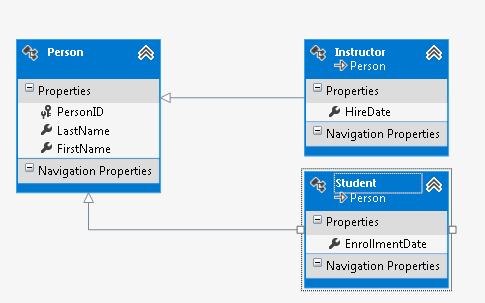 Person
Properties
PersonID
LastName
FirstName
Navigation Properties
Instructor
Person
Properties
HireDate
Navigation Properties
Student
Person
Properties
EnrollmentDate
Navigation Properties